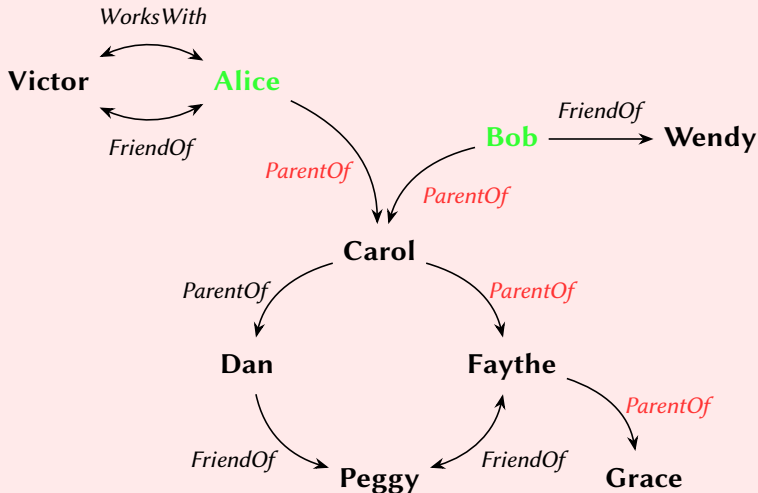 WorksWith
Victor
Alice
FriendOf
FriendOf
Bob
Wendy
ParentOf
ParentOf
Carol
ParentOf
ParentOf
Dan
Faythe
ParentOf
FriendOf
FriendOf
Peggy
Grace